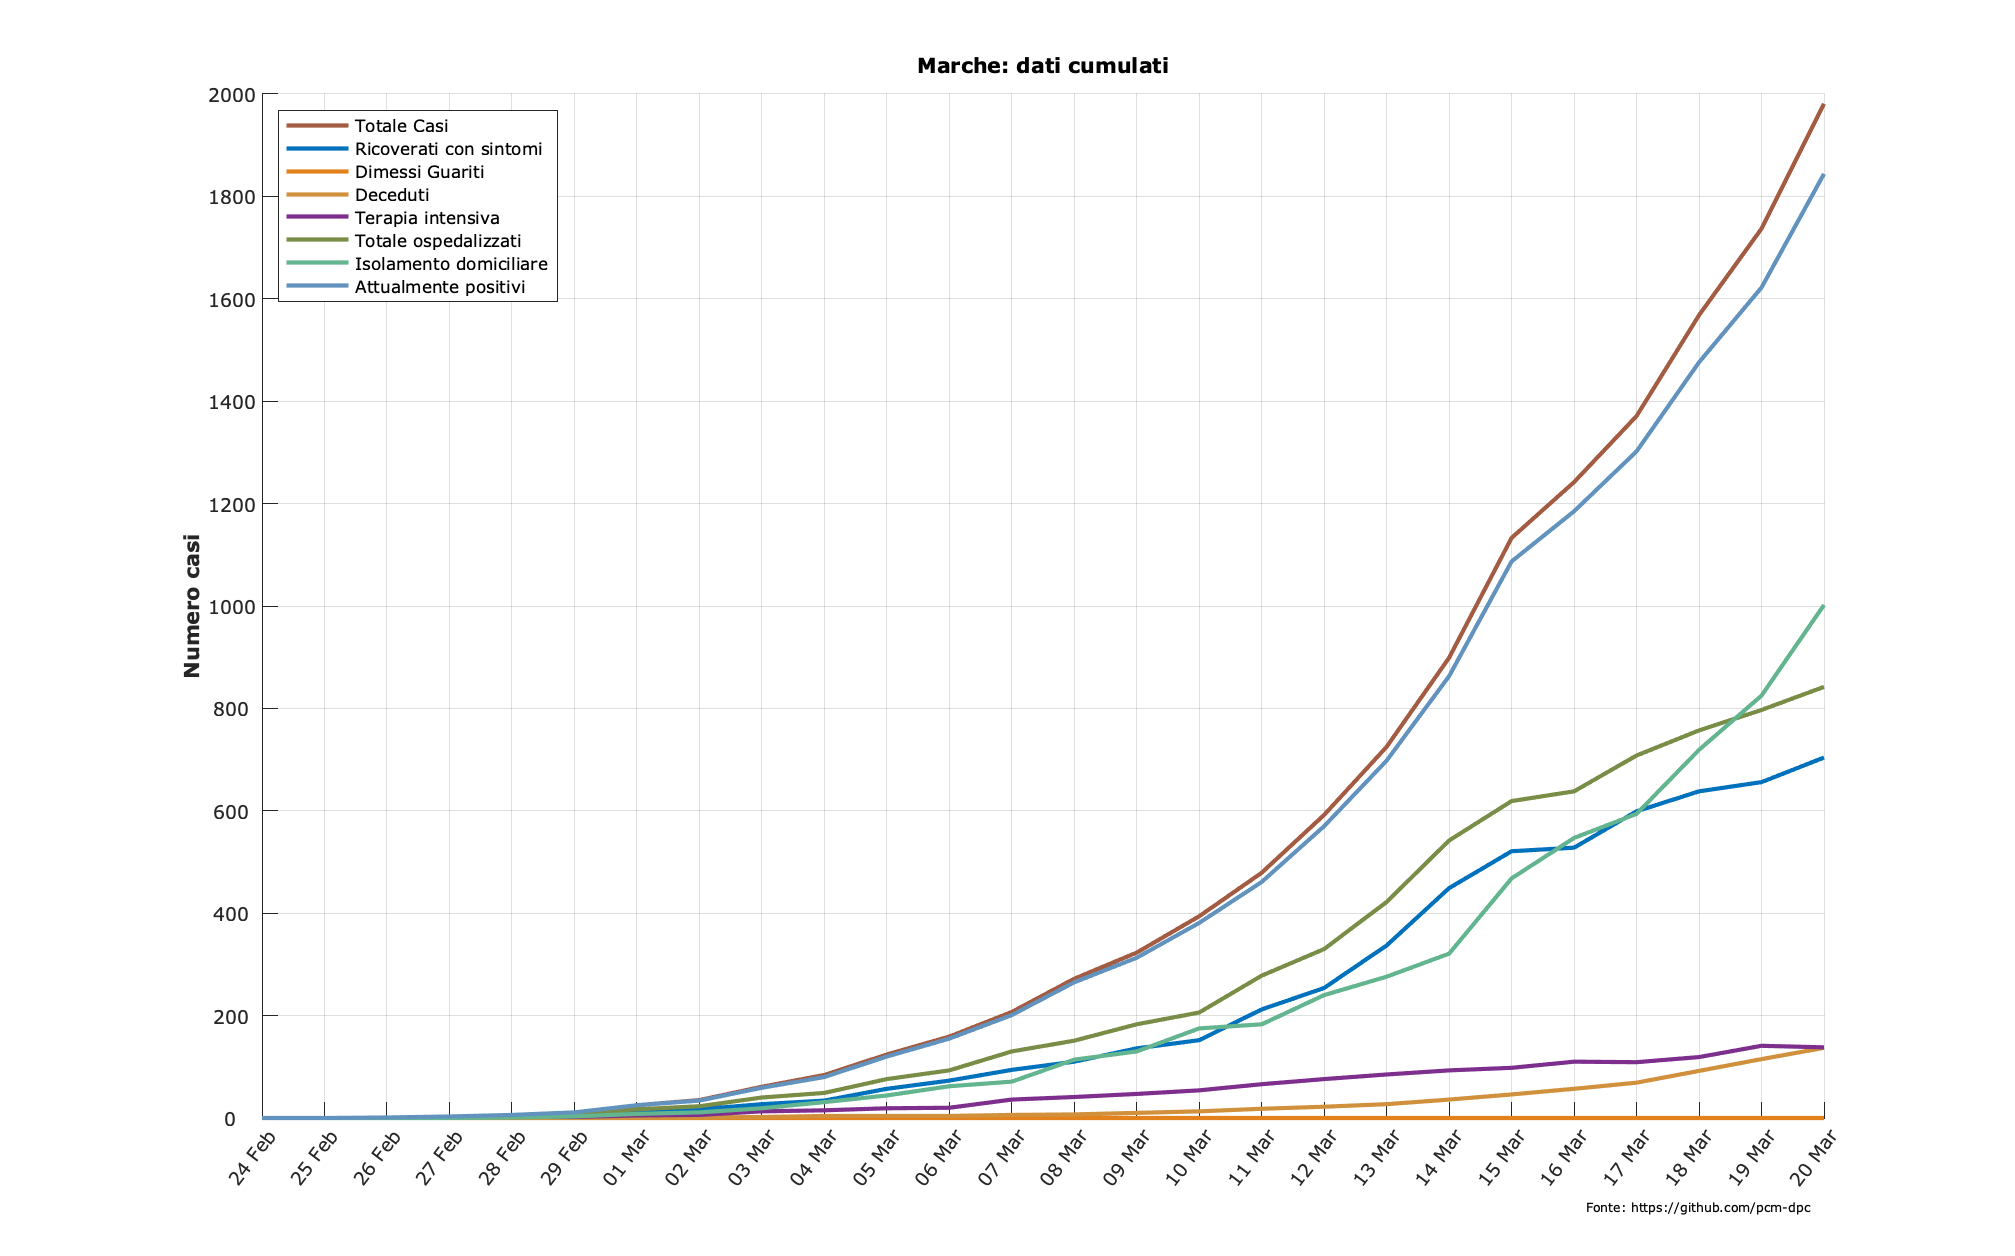 Marche: dati cumulati
2000
1800
1600
1400
1200
1000
800
600
400
200
0
Numero casi
Totale Casi
Ricoverati con sintomi
Dimessi Guariti
Deceduti
Terapia intensiva
Totale ospedalizzati
Isolamento domiciliare
Attualmente positivi
24 Feb
25 Feb
26 Feb
27 Feb
28 Feb
29 Feb
01 Mar
02 Mar
03 Mar
04 Mar
05 Mar
06 Mar
07 Mar
08 Mar
09 Mar
10 Mar
11 Mar
12 Mar
13 Mar
14 Mar
15 Mar
16 Mar
17 Mar
18 Mar
19 Mar
20 Mar
Fonte: https://github.com/pcm-dpc